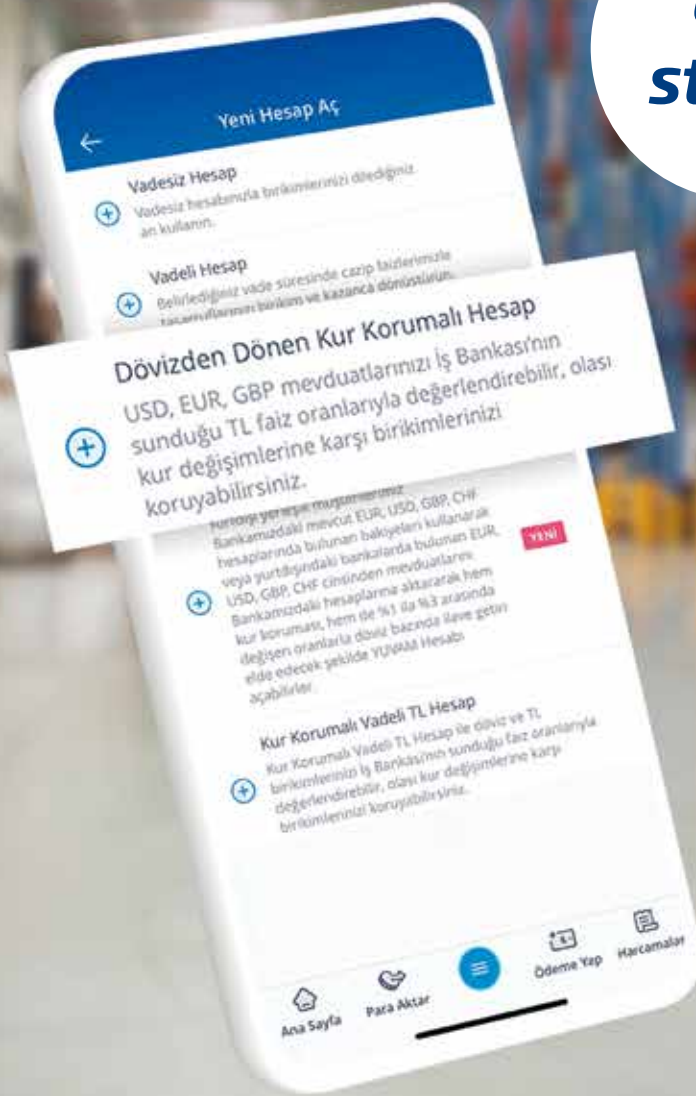 st
Yeni Hesap Aç
Vadesiz Hesap
Vadesiz hesabınızla birikimlerinizi dilediğiniz
an kullanın.
Vadeli Hesap
Belirlediğiniz vade süresinde cazip faizlerimizle
tasarruflarınızı birikim ve kazanca dönüştürün.
Dövizden Dönen Kur Korumalı Hesap
USD, EUR, GBP mevduatlarınızı İş Bankası'nın
sunduğu TL faiz oranlarıyla değerlendirebilir, olası
kur değişimlerine karşı birikimlerinizi
koruyabilirsiniz.
Bankamızdaki mevcut EUR, USD, GBP, CHF
hesaplarında bulunan bakiyeleri kullanarak
veya yurtdışındaki bankalarda bulunan EUR,
USD, GBP, CHF cinsinden mevduatlarını
Bankamızdaki hesaplarına aktararak hem
kur koruması, hem de %1 ila %3 arasında
değişen oranlarla döviz bazında ilave getiri
elde edecek şekilde YUVAM Hesabı
açabilirler.
YENİ
Kur Korumalı Vadeli TL Hesap
Kur Korumalı Vadeli TL Hesap ile döviz ve TL
birikimlerinizi İş Bankası'nın sunduğu faiz oranlarıyla
değerlendirebilir, olası kur değişimlerine karşı
birikimlerinizi koruyabilirsiniz.
Ana Sayfa
Para Aktar
Ödeme Yap
Harcamalar